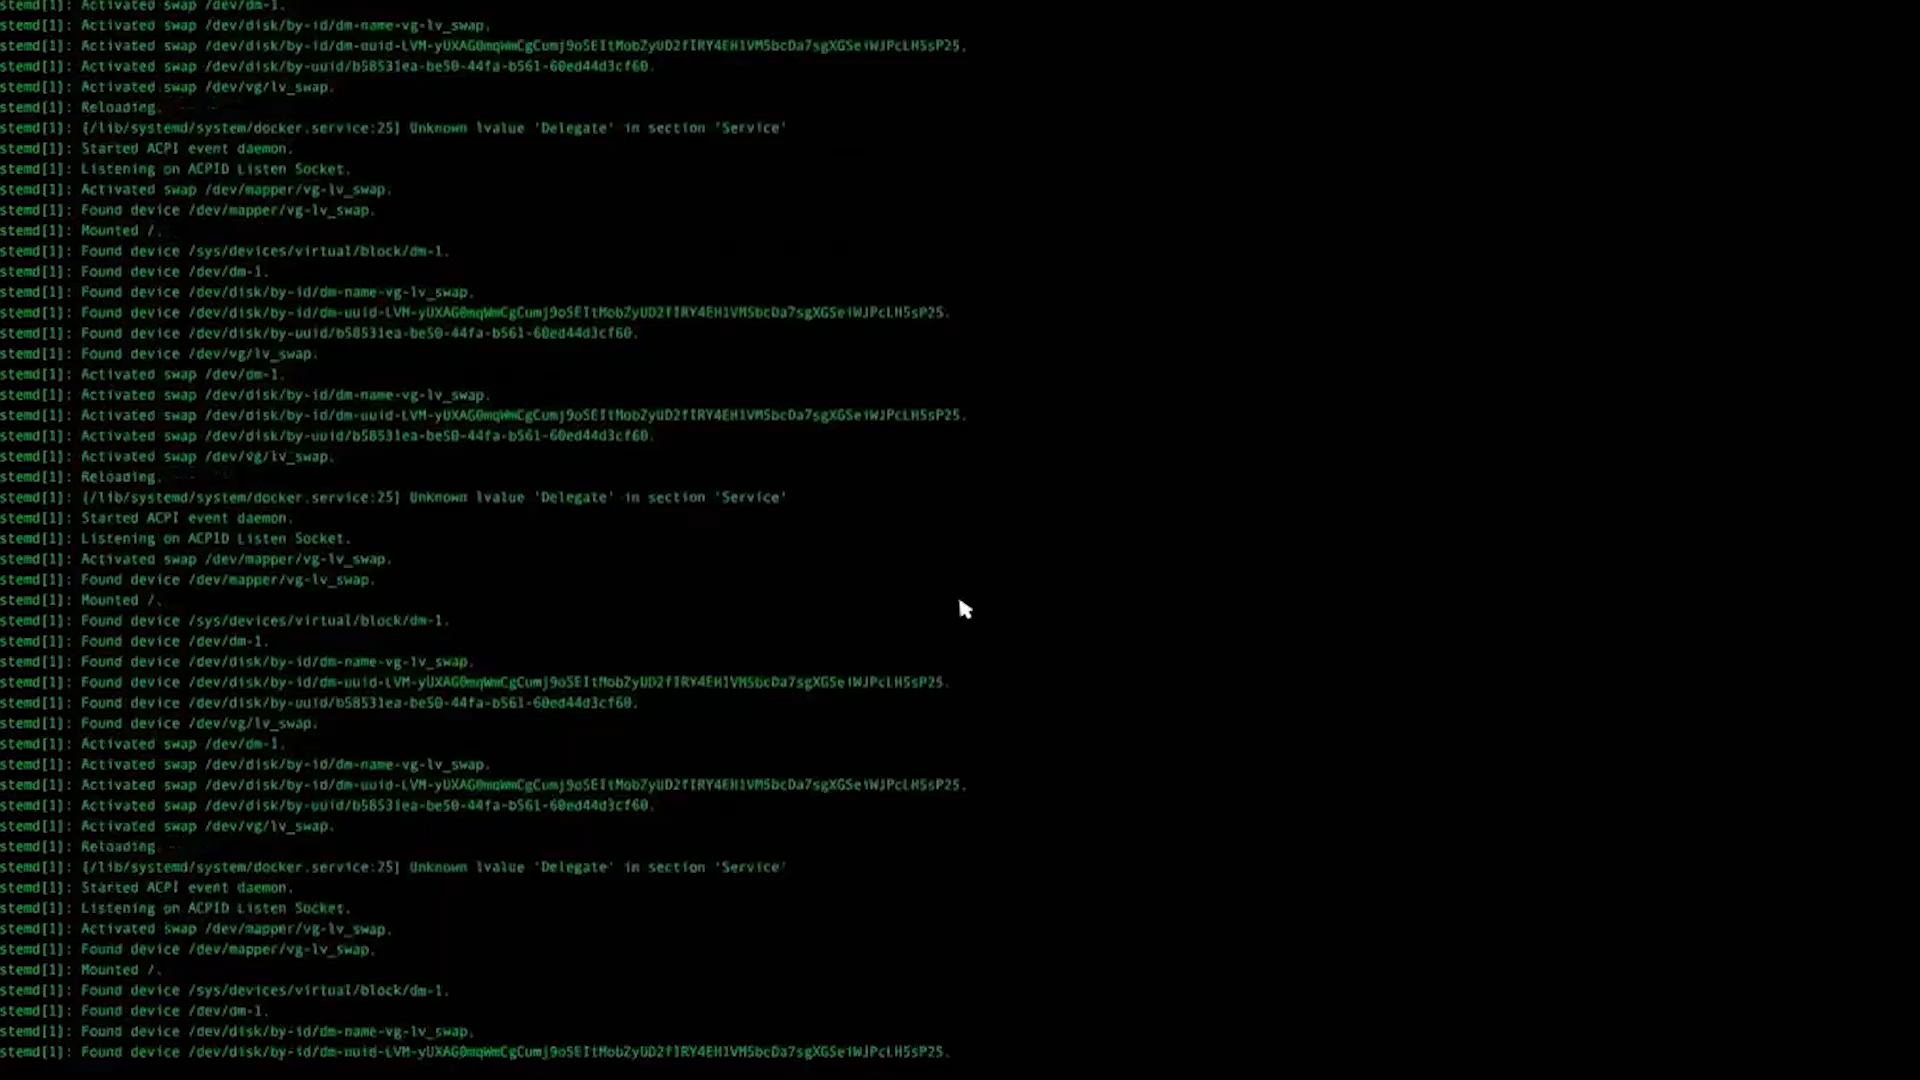 stemd[1]: Activated swap /dev/dm-1.
stemd[1]: Activated swap /dev/disk/by-id/dm-name-vg-lv_swap.
stemd[1]: Activated swap /dev/disk/by-id/dm-uuid-LVM-yUXAG0mqWmCgCumj9oSEItMobZyUD2fIRY4EH1VM5bcDa7sgXGSeiWJPcLH5sP25.
stemd[1]: Activated swap /dev/disk/by-uuid/b58531ea-be50-44fa-b561-60ed44d3cf60.
stemd[1]: Activated swap /dev/vg/lv_swap.
stemd[1]: Reloading.
stemd[1]: [/lib/systemd/system/docker.service:25] Unknown lvalue 'Delegate' in section 'Service'
stemd[1]: Started ACPI event daemon.
stemd[1]: Listening on ACPID Listen Socket.
stemd[1]: Activated swap /dev/mapper/vg-lv_swap.
stemd[1]: Found device /dev/mapper/vg-lv_swap.
stemd[1]: Mounted /.
stemd[1]: Found device /sys/devices/virtual/block/dm-1.
stemd[1]: Found device /dev/dm-1.
stemd[1]: Found device /dev/disk/by-id/dm-name-vg-lv_swap.
stemd[1]: Found device /dev/disk/by-id/dm-uuid-LVM-yUXAG0mqWmCgCumj9oSEItMobZyUD2fIRY4EH1VM5bcDa7sgXGSeiWJPcLH5sP25.
stemd[1]: Found device /dev/disk/by-uuid/b58531ea-be50-44fa-b561-60ed44d3cf60.
stemd[1]: Found device /dev/vg/lv_swap.
stemd[1]: Activated swap /dev/dm-1.
stemd[1]: Activated swap /dev/disk/by-id/dm-name-vg-lv_swap.
stemd[1]: Activated swap /dev/disk/by-id/dm-uuid-LVM-yUXAG0mqWmCgCumj9oSEItMobZyUD2fIRY4EH1VM5bcDa7sgXGSeiWJPcLH5sP25.
stemd[1]: Activated swap /dev/disk/by-uuid/b58531ea-be50-44fa-b561-60ed44d3cf60.
stemd[1]: Activated swap /dev/vg/lv_swap.
stemd[1]: Reloading.
stemd[1]: [/lib/systemd/system/docker.service:25] Unknown lvalue 'Delegate' in section 'Service'
stemd[1]: Started ACPI event daemon.
stemd[1]: Listening on ACPID Listen Socket.
stemd[1]: Activated swap /dev/mapper/vg-lv_swap.
stemd[1]: Found device /dev/mapper/vg-lv_swap.
stemd[1]: Mounted /.
stemd[1]: Found device /sys/devices/virtual/block/dm-1.
stemd[1]: Found device /dev/dm-1.
stemd[1]: Found device /dev/disk/by-id/dm-name-vg-lv_swap.
stemd[1]: Found device /dev/disk/by-id/dm-uuid-LVM-yUXAG0mqWmCgCumj9oSEItMobZyUD2fIRY4EH1VM5bcDa7sgXGSeiWJPcLH5sP25.
stemd[1]: Found device /dev/disk/by-uuid/b58531ea-be50-44fa-b561-60ed44d3cf60.
stemd[1]: Found device /dev/vg/lv_swap.
stemd[1]: Activated swap /dev/dm-1.
stemd[1]: Activated swap /dev/disk/by-id/dm-name-vg-lv_swap.
stemd[1]: Activated swap /dev/disk/by-id/dm-uuid-LVM-yUXAG0mqWmCgCumj9oSEItMobZyUD2fIRY4EH1VM5bcDa7sgXGSeiWJPcLH5sP25.
stemd[1]: Activated swap /dev/disk/by-uuid/b58531ea-be50-44fa-b561-60ed44d3cf60.
stemd[1]: Activated swap /dev/vg/lv_swap.
stemd[1]: Reloading.
stemd[1]: [/lib/systemd/system/docker.service:25] Unknown lvalue 'Delegate' in section 'Service'
stemd[1]: Started ACPI event daemon.
stemd[1]: Listening on ACPID Listen Socket.
stemd[1]: Activated swap /dev/mapper/vg-lv_swap.
stemd[1]: Found device /dev/mapper/vg-lv_swap.
stemd[1]: Mounted /.
stemd[1]: Found device /sys/devices/virtual/block/dm-1.
stemd[1]: Found device /dev/dm-1.
stemd[1]: Found device /dev/disk/by-id/dm-name-vg-lv_swap.
stemd[1]: Found device /dev/disk/by-id/dm-uuid-LVM-yUXAG0mqWmCgCumj9oSEItMobZyUD2fIRY4EH1VM5bcDa7sgXGSeiWJPcLH5sP25.